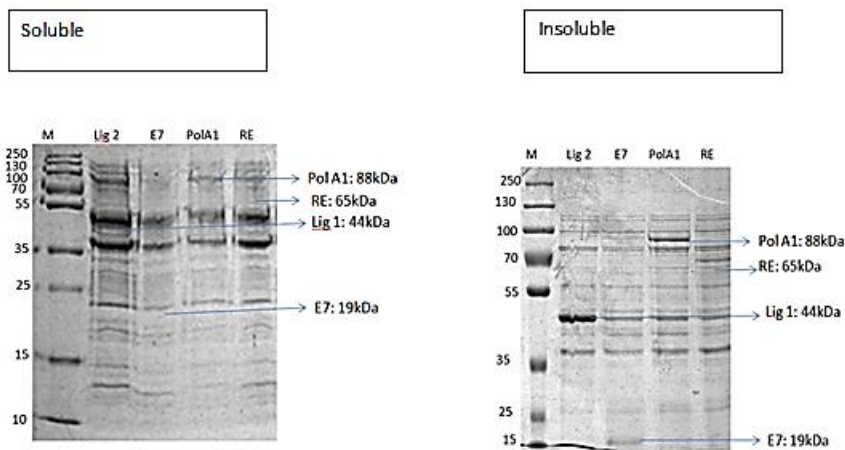 Soluble
Insoluble
M Lig 2 E7 PolA1 RE
250
130
100
70
55
35
25
15
10
Pol A1: 88kDa
RE: 65kDa
Lig 1: 44kDa
E7: 19kDa
M Lig 2 E7 PolA1 RE
250
130
100
70
55
35
25
15
Pol A1: 88kDa
RE: 65kDa
Lig 1: 44kDa
E7: 19kDa